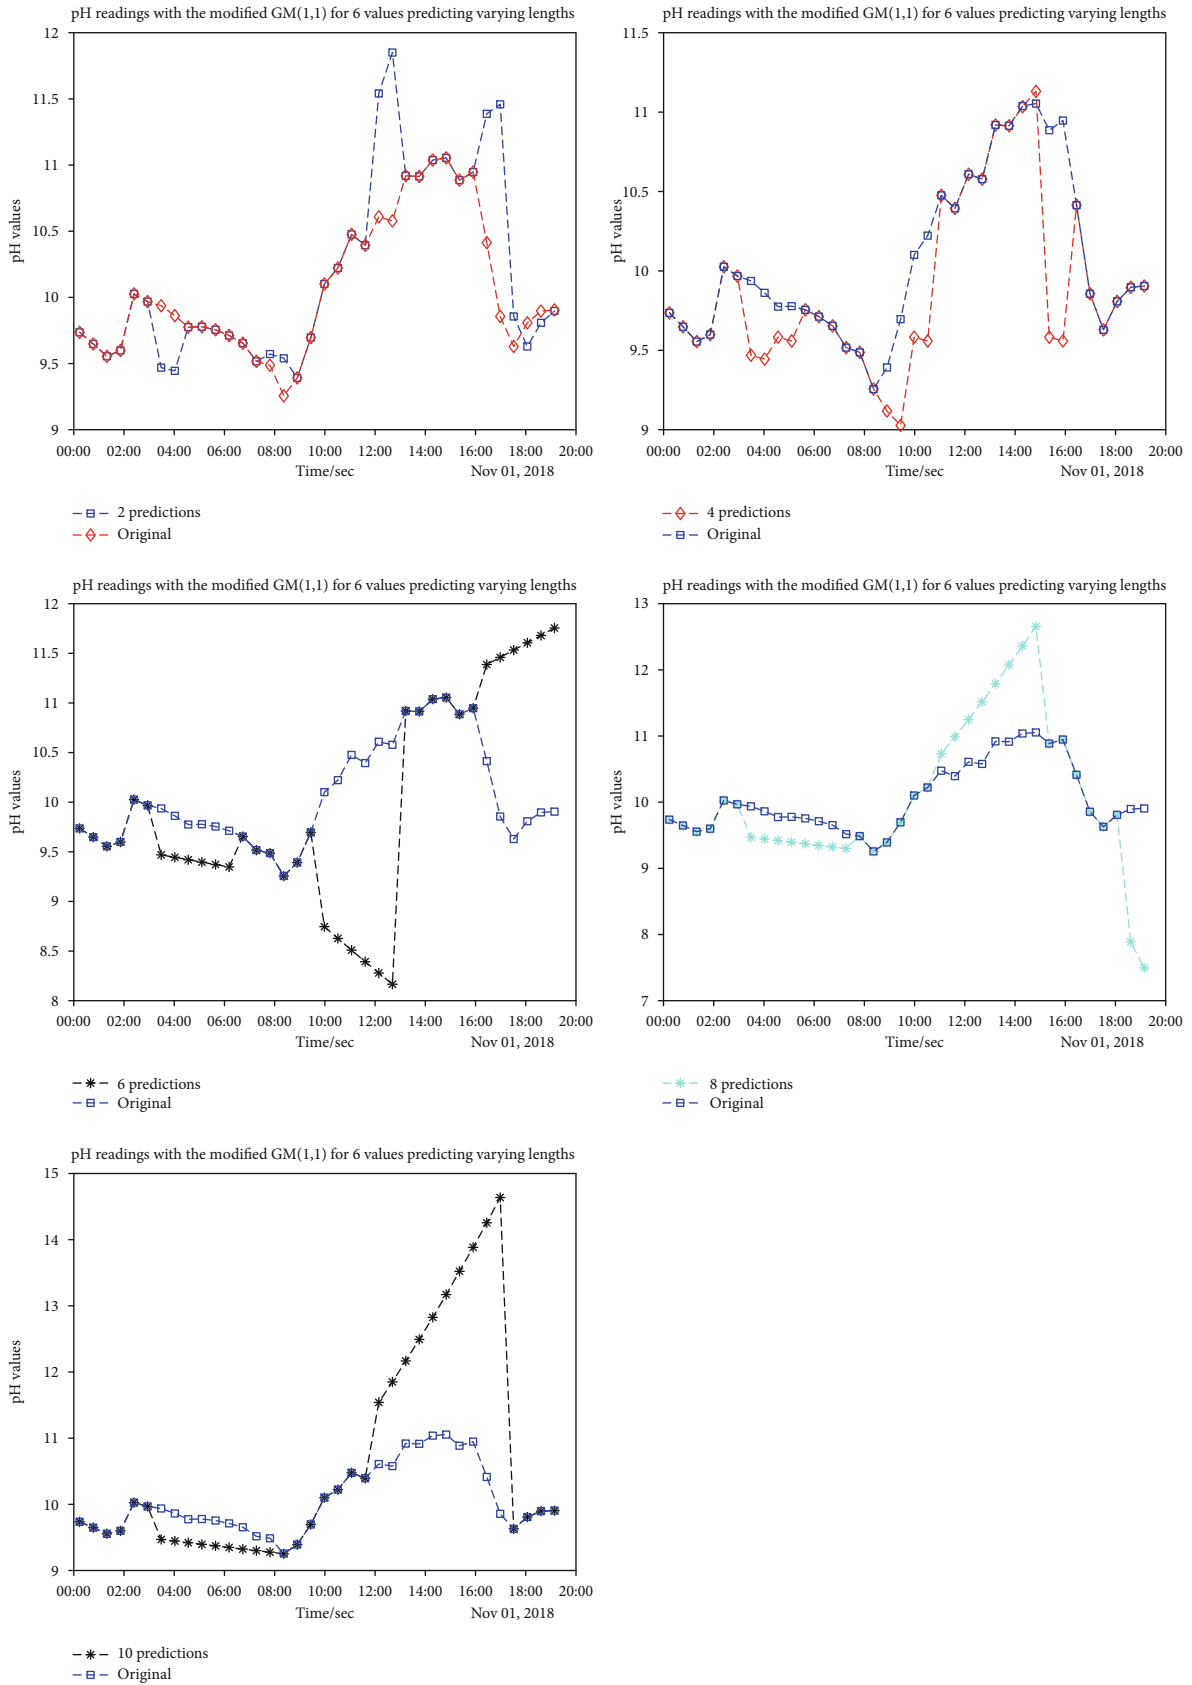 pH readings with the modified GM(1,1) for 6 values predicting varying lengths
12
11.5
11
10.5
10
9.5
9
pH values
00:00 02:00 04:00 06:00 08:00 10:00 12:00 14:00 16:00 18:00 20:00
Time/sec Nov 01, 2018
2 predictions
Original
pH readings with the modified GM(1,1) for 6 values predicting varying lengths
11.5
11
10.5
10
9.5
9
pH values
00:00 02:00 04:00 06:00 08:00 10:00 12:00 14:00 16:00 18:00 20:00
Time/sec Nov 01, 2018
4 predictions
Original
pH readings with the modified GM(1,1) for 6 values predicting varying lengths
12
11.5
11
10.5
10
9.5
9
8.5
8
pH values
00:00 02:00 04:00 06:00 08:00 10:00 12:00 14:00 16:00 18:00 20:00
Time/sec Nov 01, 2018
6 predictions
Original
pH readings with the modified GM(1,1) for 6 values predicting varying lengths
13
12
11
10
9
8
7
pH values
00:00 02:00 04:00 06:00 08:00 10:00 12:00 14:00 16:00 18:00 20:00
Time/sec Nov 01, 2018
8 predictions
Original
pH readings with the modified GM(1,1) for 6 values predicting varying lengths
15
14
13
12
11
10
9
pH values
00:00 02:00 04:00 06:00 08:00 10:00 12:00 14:00 16:00 18:00 20:00
Time/sec Nov 01, 2018
10 predictions
Original